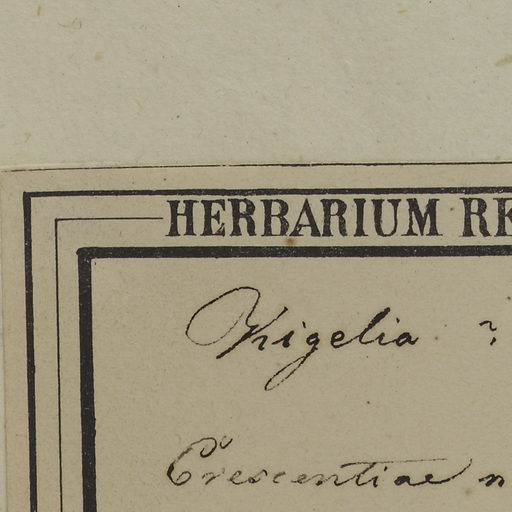 HERBARIUM RE
Kigelia ?
Crescentiae n